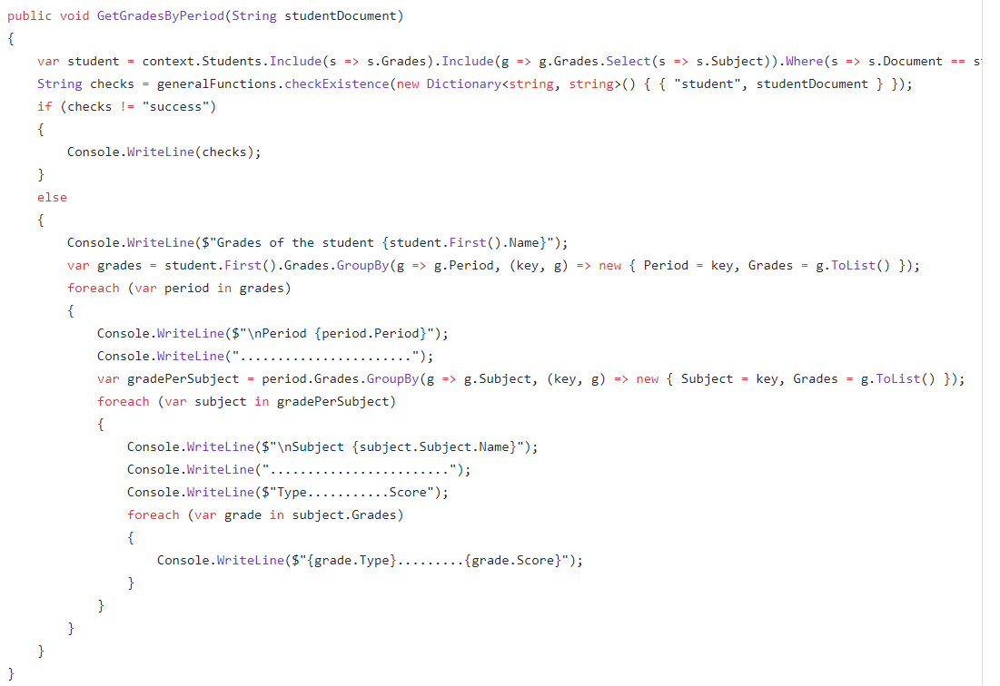 public void GetGradesByPeriod(String studentDocument)
{
    var student = context.Students.Include(s => s.Grades).Include(g => g.Grades.Select(s => s.Subject)).Where(s => s.Document ==
    String checks = generalFunctions.checkExistence(new Dictionary<string, string>() { { "student", studentDocument } });
    if (checks != "success")
    {
        Console.WriteLine(checks);
    }
    else
    {
        Console.WriteLine($"Grades of the student {student.First().Name}");
        var grades = student.First().Grades.GroupBy(g => g.Period, (key, g) => new { Period = key, Grades = g.ToList() });
        foreach (var period in grades)
        {
            Console.WriteLine($"\nPeriod {period.Period}");
            Console.WriteLine(".......................");
            var gradePerSubject = period.Grades.GroupBy(g => g.Subject, (key, g) => new { Subject = key, Grades = g.ToList() });
            foreach (var subject in gradePerSubject)
            {
                Console.WriteLine($"\nSubject {subject.Subject.Name}");
                Console.WriteLine("........................");
                Console.WriteLine($"Type...........Score");
                foreach (var grade in subject.Grades)
                {
                    Console.WriteLine($"{grade.Type}.........{grade.Score}");
                }
            }
        }
    }
}